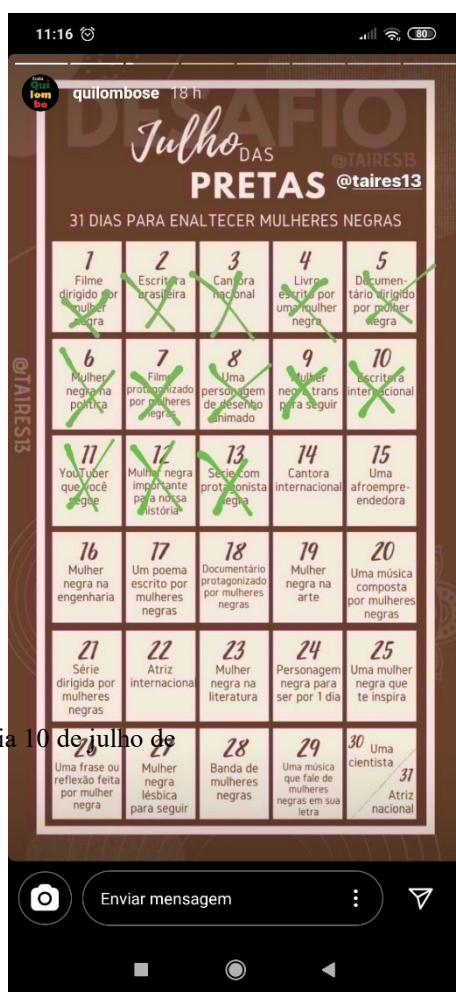 11:16
80
Ecola
Qui
lom
bo
quilombose 18 h
DESAFIO
@TAIRES13
Julho DAS
PRETAS @taires13
31 DIAS PARA ENALTECER MULHERES NEGRAS
@TAIRES13
1
Filme
dirigido por
mulher
negra
2
Escritora
brasileira
3
Cantora
nacional
4
Livro
escrito por
uma mulher
negra
5
Documen-
tário dirigido
por mulher
negra
6
Mulher
negra na
política
7
Filme
protagonizado
por mulheres
negras
8
Uma
personagem
de desenho
animado
9
Mulher
negra trans
para seguir
10
Escritora
internacional
11
YouTuber
que você
segue
12
Mulher negra
importante
para nossa
história
13
Série com
protagonista
negra
14
Cantora
internacional
15
Uma
afroempre-
endedora
16
Mulher
negra na
engenharia
17
Um poema
escrito por
mulheres
negras
18
Documentário
protagonizado
por mulheres
negras
19
Mulher
negra na
arte
20
Uma música
composta
por mulheres
negras
21
Série
dirigida por
mulheres
negras
22
Atriz
internacional
23
Mulher
negra na
literatura
24
Personagem
negra para
ser por 1 dia
25
Uma mulher
negra que
te inspira
ia 10 de julho de
26
Uma frase ou
reflexão feita
por mulher
negra
27
Mulher
negra
lésbica
para seguir
28
Banda de
mulheres
negras
29
Uma música
que fale de
mulheres
negras em sua
letra
30 Uma
cientista
31
Atriz
nacional
Enviar mensagem